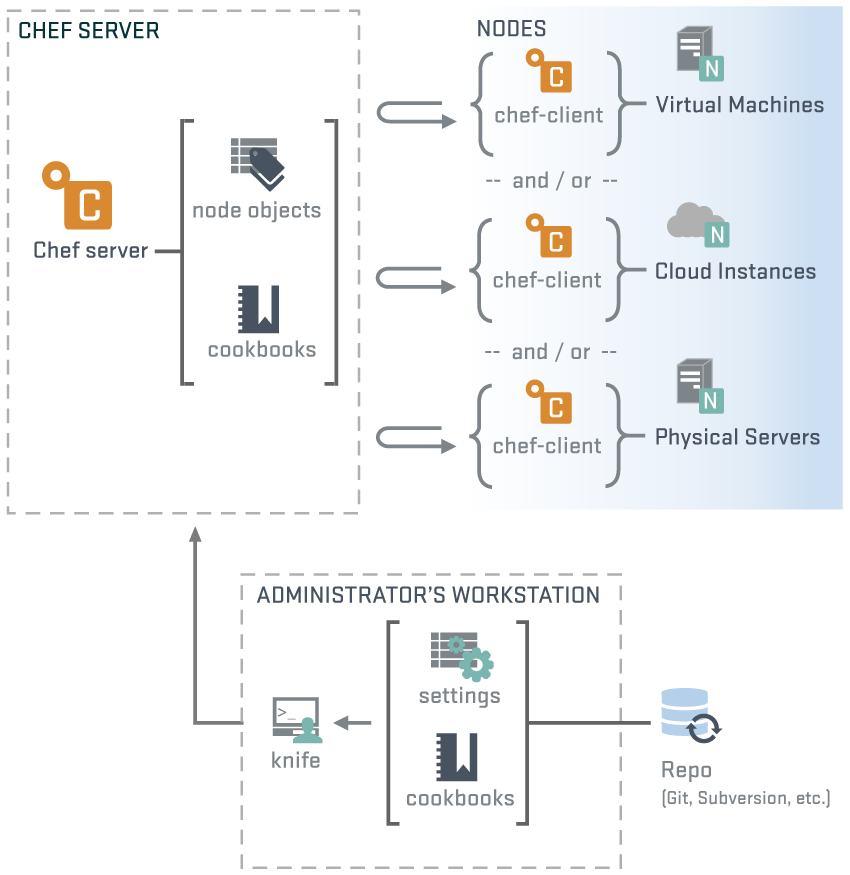 CHEF SERVER
C
Chef server
node objects
cookbooks
NODES
C
chef-client
N
Virtual Machines
-- and / or --
C
chef-client
N
Cloud Instances
-- and / or --
C
chef-client
N
Physical Servers
ADMINISTRATOR'S WORKSTATION
>_
knife
settings
cookbooks
Repo
(Git, Subversion, etc.)